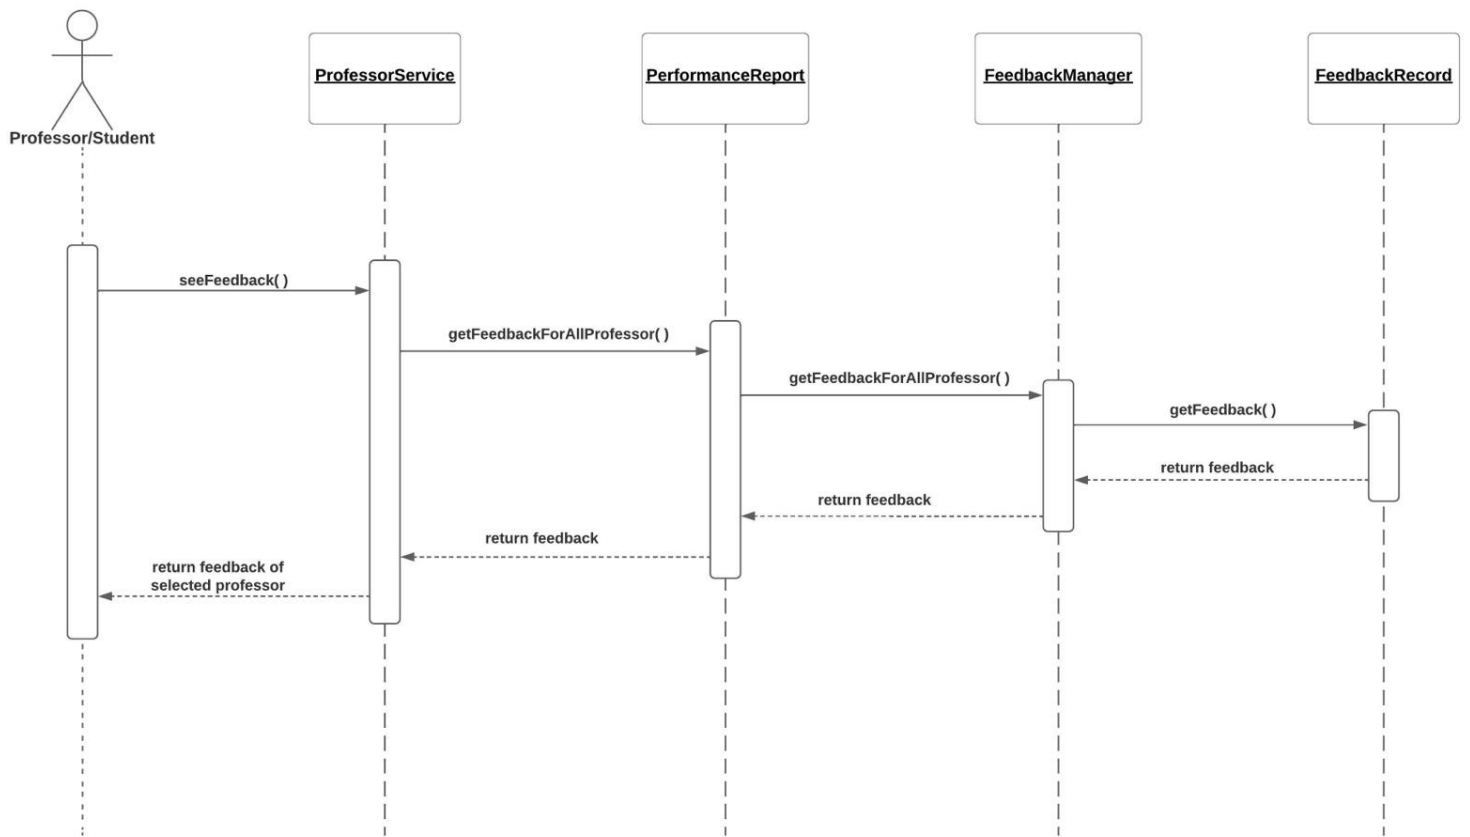 ProfessorService
PerformanceReport
FeedbackManager
FeedbackRecord
Professor/Student
seeFeedback( )
getFeedbackForAllProfessor( )
getFeedbackForAllProfessor( )
getFeedback( )
return feedback
return feedback
return feedback
return feedback of
selected professor